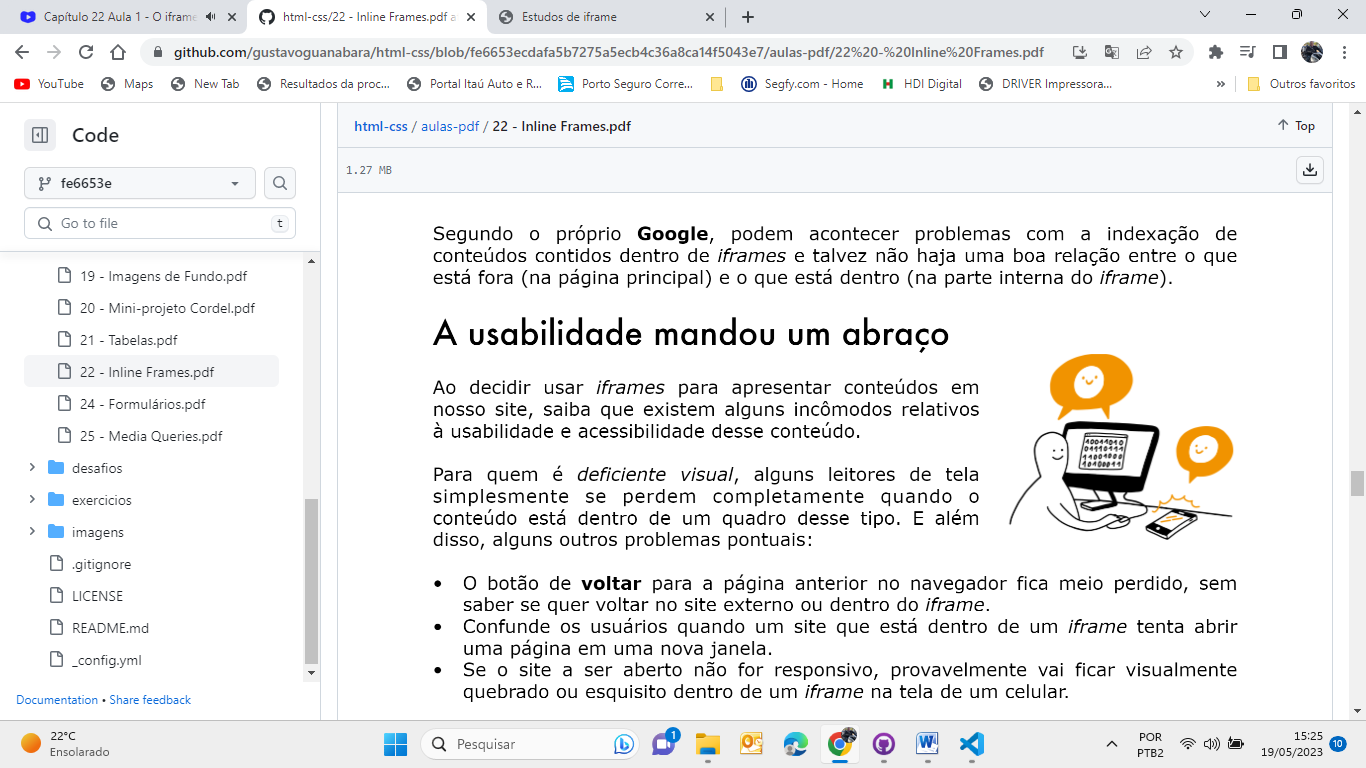 Capítulo 22 Aula 1 - O iframe
html-css/22 - Inline Frames.pdf a
Estudos de iframe
github.com/gustavoguanabara/html-css/blob/fe6653ecdafa5b7275a5ecb4c36a8ca14f5043e7/aulas-pdf/22%20-%20Inline%20Frames.pdf
YouTube
Maps
New Tab
Resultados da proc...
Portal Itaú Auto e R...
Porto Seguro Corre...
Segfy.com - Home
HDI Digital
DRIVER Impressora...
»
Outros favoritos
Code
fe6653e
Go to file
t
19 - Imagens de Fundo.pdf
20 - Mini-projeto Cordel.pdf
21 - Tabelas.pdf
22 - Inline Frames.pdf
24 - Formulários.pdf
25 - Media Queries.pdf
desafios
exercicios
imagens
.gitignore
LICENSE
README.md
_config.yml
Documentation • Share feedback
html-css / aulas-pdf / 22 - Inline Frames.pdf
Top
1.27 MB
Segundo o próprio Google, podem acontecer problemas com a indexação de
conteúdos contidos dentro de iframes e talvez não haja uma boa relação entre o que
está fora (na página principal) e o que está dentro (na parte interna do iframe).
A usabilidade mandou um abraço
Ao decidir usar iframes para apresentar conteúdos em
nosso site, saiba que existem alguns incômodos relativos
à usabilidade e acessibilidade desse conteúdo.
Para quem é deficiente visual, alguns leitores de tela
simplesmente se perdem completamente quando o
conteúdo está dentro de um quadro desse tipo. E além
disso, alguns outros problemas pontuais:
• O botão de voltar para a página anterior no navegador fica meio perdido, sem
saber se quer voltar no site externo ou dentro do iframe.
• Confunde os usuários quando um site que está dentro de um iframe tenta abrir
uma página em uma nova janela.
• Se o site a ser aberto não for responsivo, provavelmente vai ficar visualmente
quebrado ou esquisito dentro de um iframe na tela de um celular.
22°C
Ensolarado
Pesquisar
1
POR
PTB2
15:25
19/05/2023
10